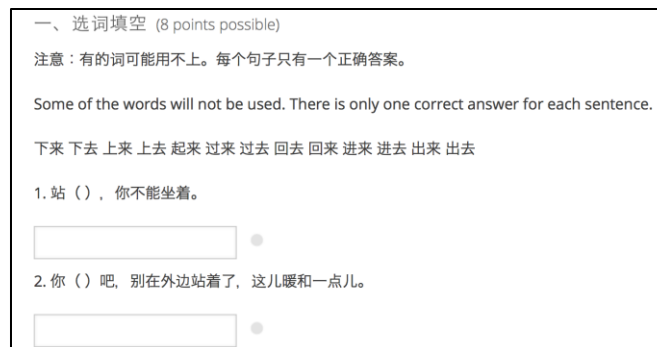 一、选词填空 (8 points possible)
注意：有的词可能用不上。每个句子只有一个正确答案。
Some of the words will not be used. There is only one correct answer for each sentence.
下来 下去 上来 上去 起来 过来 过去 回去 回来 进来 进去 出来 出去
1. 站（ ），你不能坐着。
2. 你（ ）吧，别在外边站着了，这儿暖和一点儿。